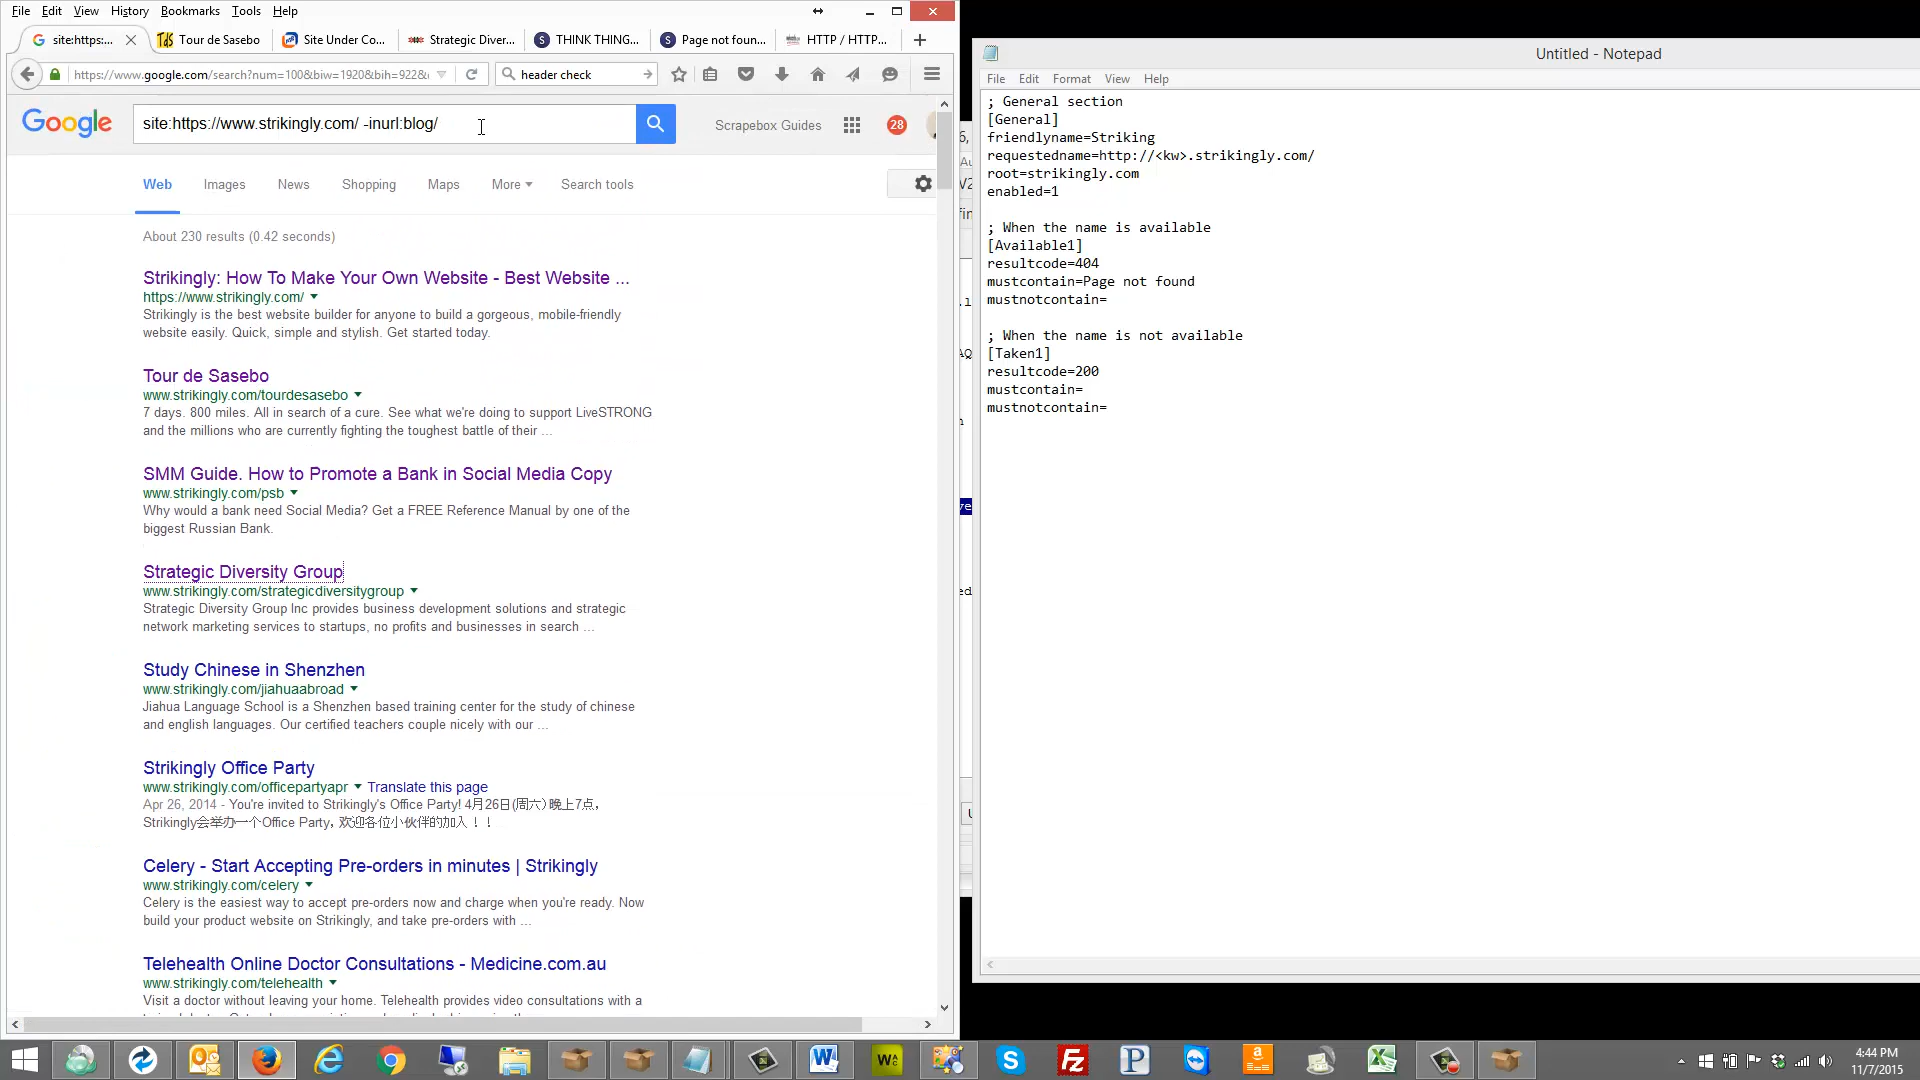 File Edit View History Bookmarks Tools Help
site:https:... Tour de Sasebo Site Under Co... Strategic Diver... THINK THING... Page not foun... HTTP / HTTP...
https://www.google.com/search?num=100&biw=1920&bih=922& header check
Google site:https://www.strikingly.com/ -inurl:blog/ Scrapebox Guides 28
Web Images News Shopping Maps More Search tools
About 230 results (0.42 seconds)
Strikingly: How To Make Your Own Website - Best Website ...
https://www.strikingly.com/
Strikingly is the best website builder for anyone to build a gorgeous, mobile-friendly
website easily. Quick, simple and stylish. Get started today.
Tour de Sasebo
www.strikingly.com/tourdesasebo
7 days. 800 miles. All in search of a cure. See what we're doing to support LiveSTRONG
and the millions who are currently fighting the toughest battle of their ...
SMM Guide. How to Promote a Bank in Social Media Copy
www.strikingly.com/psb
Why would a bank need Social Media? Get a FREE Reference Manual by one of the
biggest Russian Bank.
Strategic Diversity Group
www.strikingly.com/strategicdiversitygroup
Strategic Diversity Group Inc provides business development solutions and strategic
network marketing services to startups, no profits and businesses in search ...
Study Chinese in Shenzhen
www.strikingly.com/jiahuaabroad
Jiahua Language School is a Shenzhen based training center for the study of chinese
and english languages. Our certified teachers couple nicely with our ...
Strikingly Office Party
www.strikingly.com/officepartyapr Translate this page
Apr 26, 2014 - You're invited to Strikingly's Office Party! 4月26日(周六）晚上7点，
Strikingly会举办一个Office Party，欢迎各位小伙伴的加入！！
Celery - Start Accepting Pre-orders in minutes | Strikingly
www.strikingly.com/celery
Celery is the easiest way to accept pre-orders now and charge when you're ready. Now
build your product website on Strikingly, and take pre-orders with ...
Telehealth Online Doctor Consultations - Medicine.com.au
www.strikingly.com/telehealth
Visit a doctor without leaving your home. Telehealth provides video consultations with a
Untitled - Notepad
File Edit Format View Help
; General section
[General]
friendlyname=Striking
requestedname=http://<kw>.strikingly.com/
root=strikingly.com
enabled=1
; When the name is available
[Available1]
resultcode=404
mustcontain=Page not found
mustnotcontain=
; When the name is not available
[Taken1]
resultcode=200
mustcontain=
mustnotcontain=
4:44 PM
11/7/2015